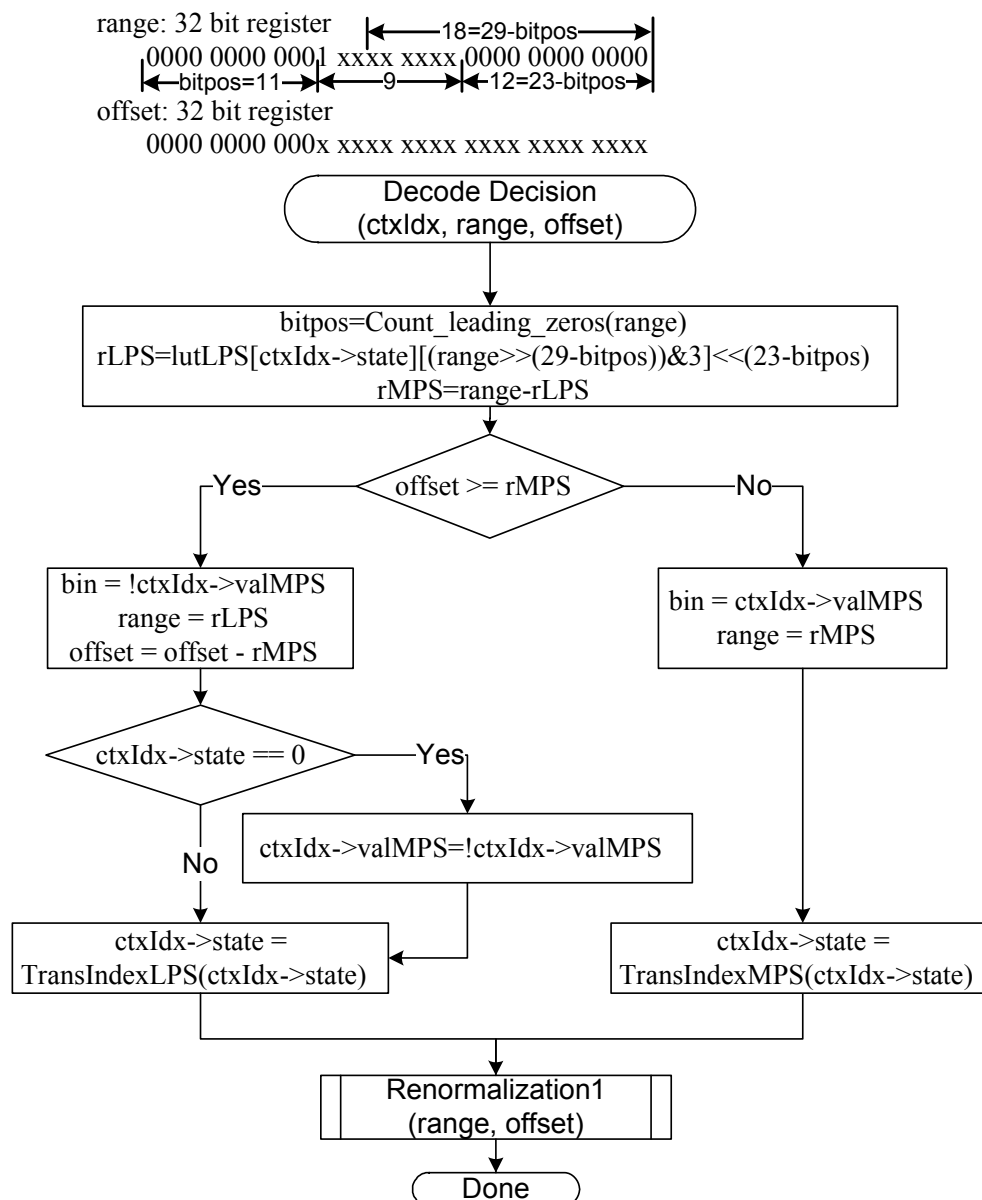 range: 32 bit register
18=29-bitpos
0000 0000 0001 xxxx xxxx 0000 0000 0000
bitpos=11
9
12=23-bitpos
offset: 32 bit register
0000 0000 000x xxxx xxxx xxxx xxxx xxxx
Decode Decision
(ctxIdx, range, offset)
bitpos=Count_leading_zeros(range)
rLPS=lutLPS[ctxIdx->state][(range>>(29-bitpos))&3]<<(23-bitpos)
rMPS=range-rLPS
Yes
offset >= rMPS
No
bin = !ctxIdx->valMPS
range = rLPS
offset = offset - rMPS
bin = ctxIdx->valMPS
range = rMPS
ctxIdx->state == 0
Yes
ctxIdx->valMPS=!ctxIdx->valMPS
No
ctxIdx->state =
TransIndexLPS(ctxIdx->state)
ctxIdx->state =
TransIndexMPS(ctxIdx->state)
Renormalization1
(range, offset)
Done